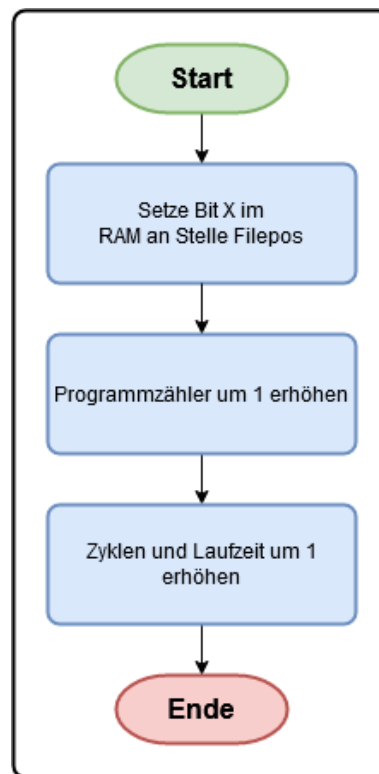 Start
Setze Bit X im
RAM an Stelle Filepos
Programmzähler um 1 erhöhen
Zyklen und Laufzeit um 1
erhöhen
Ende